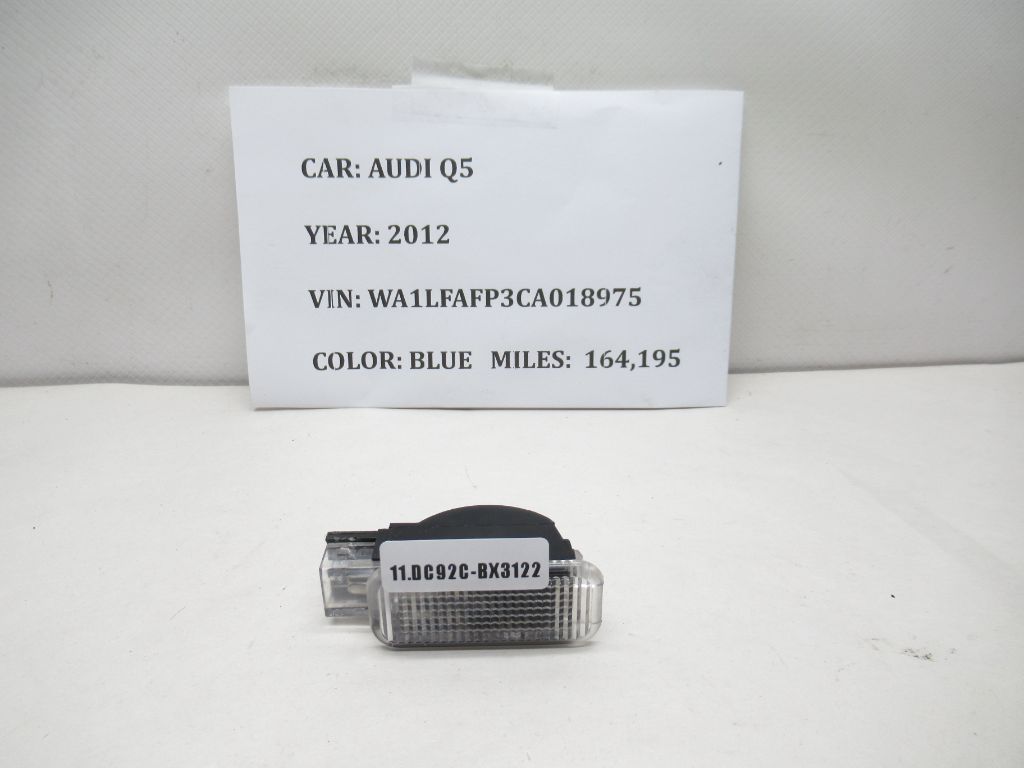 CAR: AUDI Q5
YEAR: 2012
VIN: WA1LFAFP3CA018975
COLOR: BLUE MILES: 164,195
11.DC92C-BX3122